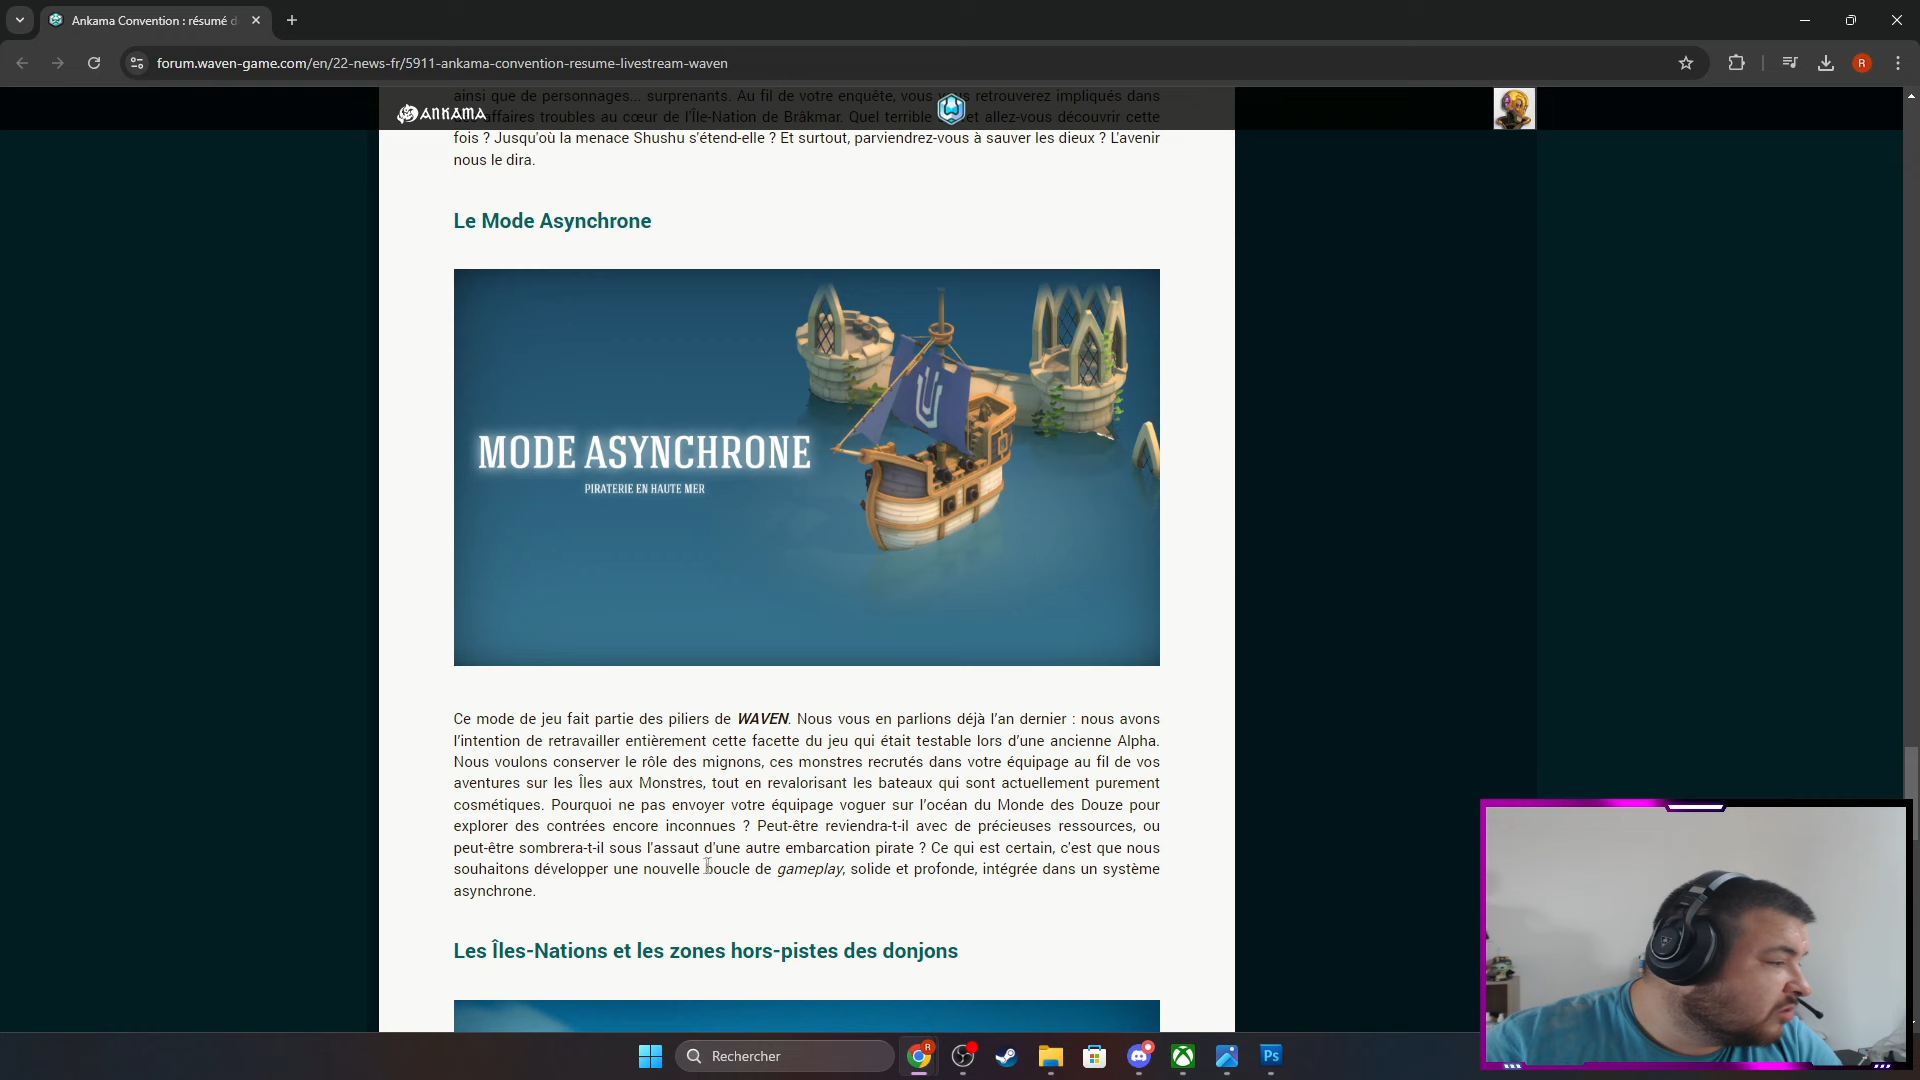 Ankama Convention : résumé d
forum.waven-game.com/en/22-news-fr/5911-ankama-convention-resume-livestream-waven
R
ANKAMA
ainsi que de personnages... surprenants. Au fil de votre enquête, vous vous retrouverez impliqués dans
affaires troubles au cœur de l'Île-Nation de Brâkmar. Quel terrible et allez-vous découvrir cette
fois ? Jusqu'où la menace Shushu s'étend-elle ? Et surtout, parviendrez-vous à sauver les dieux ? L'avenir
nous le dira.
Le Mode Asynchrone
MODE ASYNCHRONE
PIRATERIE EN HAUTE MER
Ce mode de jeu fait partie des piliers de WAVEN. Nous vous en parlions déjà l'an dernier : nous avons
l'intention de retravailler entièrement cette facette du jeu qui était testable lors d'une ancienne Alpha.
Nous voulons conserver le rôle des mignons, ces monstres recrutés dans votre équipage au fil de vos
aventures sur les Îles aux Monstres, tout en revalorisant les bateaux qui sont actuellement purement
cosmétiques. Pourquoi ne pas envoyer votre équipage voguer sur l'océan du Monde des Douze pour
explorer des contrées encore inconnues ? Peut-être reviendra-t-il avec de précieuses ressources, ou
peut-être sombrera-t-il sous l'assaut d'une autre embarcation pirate ? Ce qui est certain, c'est que nous
souhaitons développer une nouvelle boucle de gameplay, solide et profonde, intégrée dans un système
asynchrone.
Les Îles-Nations et les zones hors-pistes des donjons
Rechercher
R
Ps